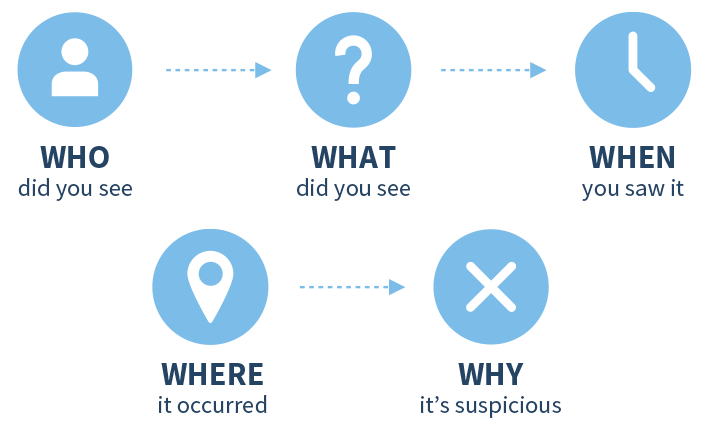 WHO
did you see
WHAT
did you see
WHEN
you saw it
WHERE
it occurred
WHY
it’s suspicious